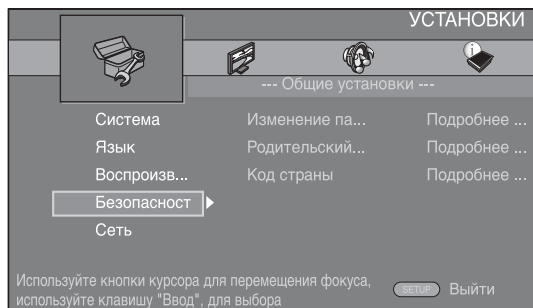 УСТАНОВКИ
--- Общие установки ---
Система Изменение па... Подробнее ...
Язык Родительский... Подробнее ...
Воспроизв... Код страны Подробнее ...
Безопасност
Сеть
Используйте кнопки курсора для перемещения фокуса,
используйте клавишу "Ввод", для выбора
SETUP Выйти